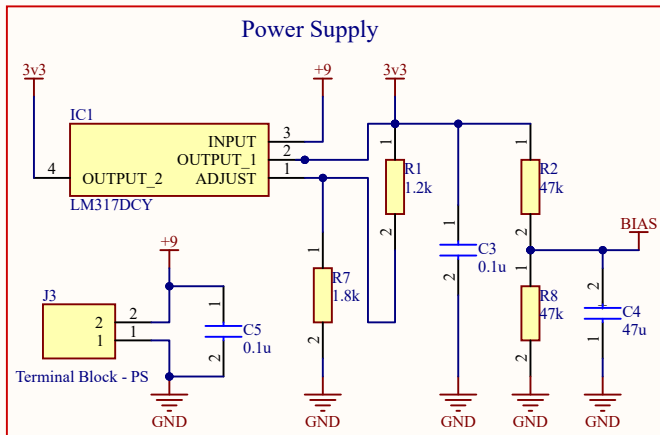 Power Supply
3v3
+9
3v3
IC1
INPUT
OUTPUT_1
ADJUST
OUTPUT_2
3
2
1
4
LM317DCY
1
R1
1.2k
2
1
R2
47k
2
BIAS
+9
1
R7
1.8k
2
1
C3
0.1u
2
1
R8
47k
2
2
+
C4
47u
1
J3
2
1
2
1
1
C5
0.1u
2
Terminal Block - PS
GND
GND
GND
GND
GND